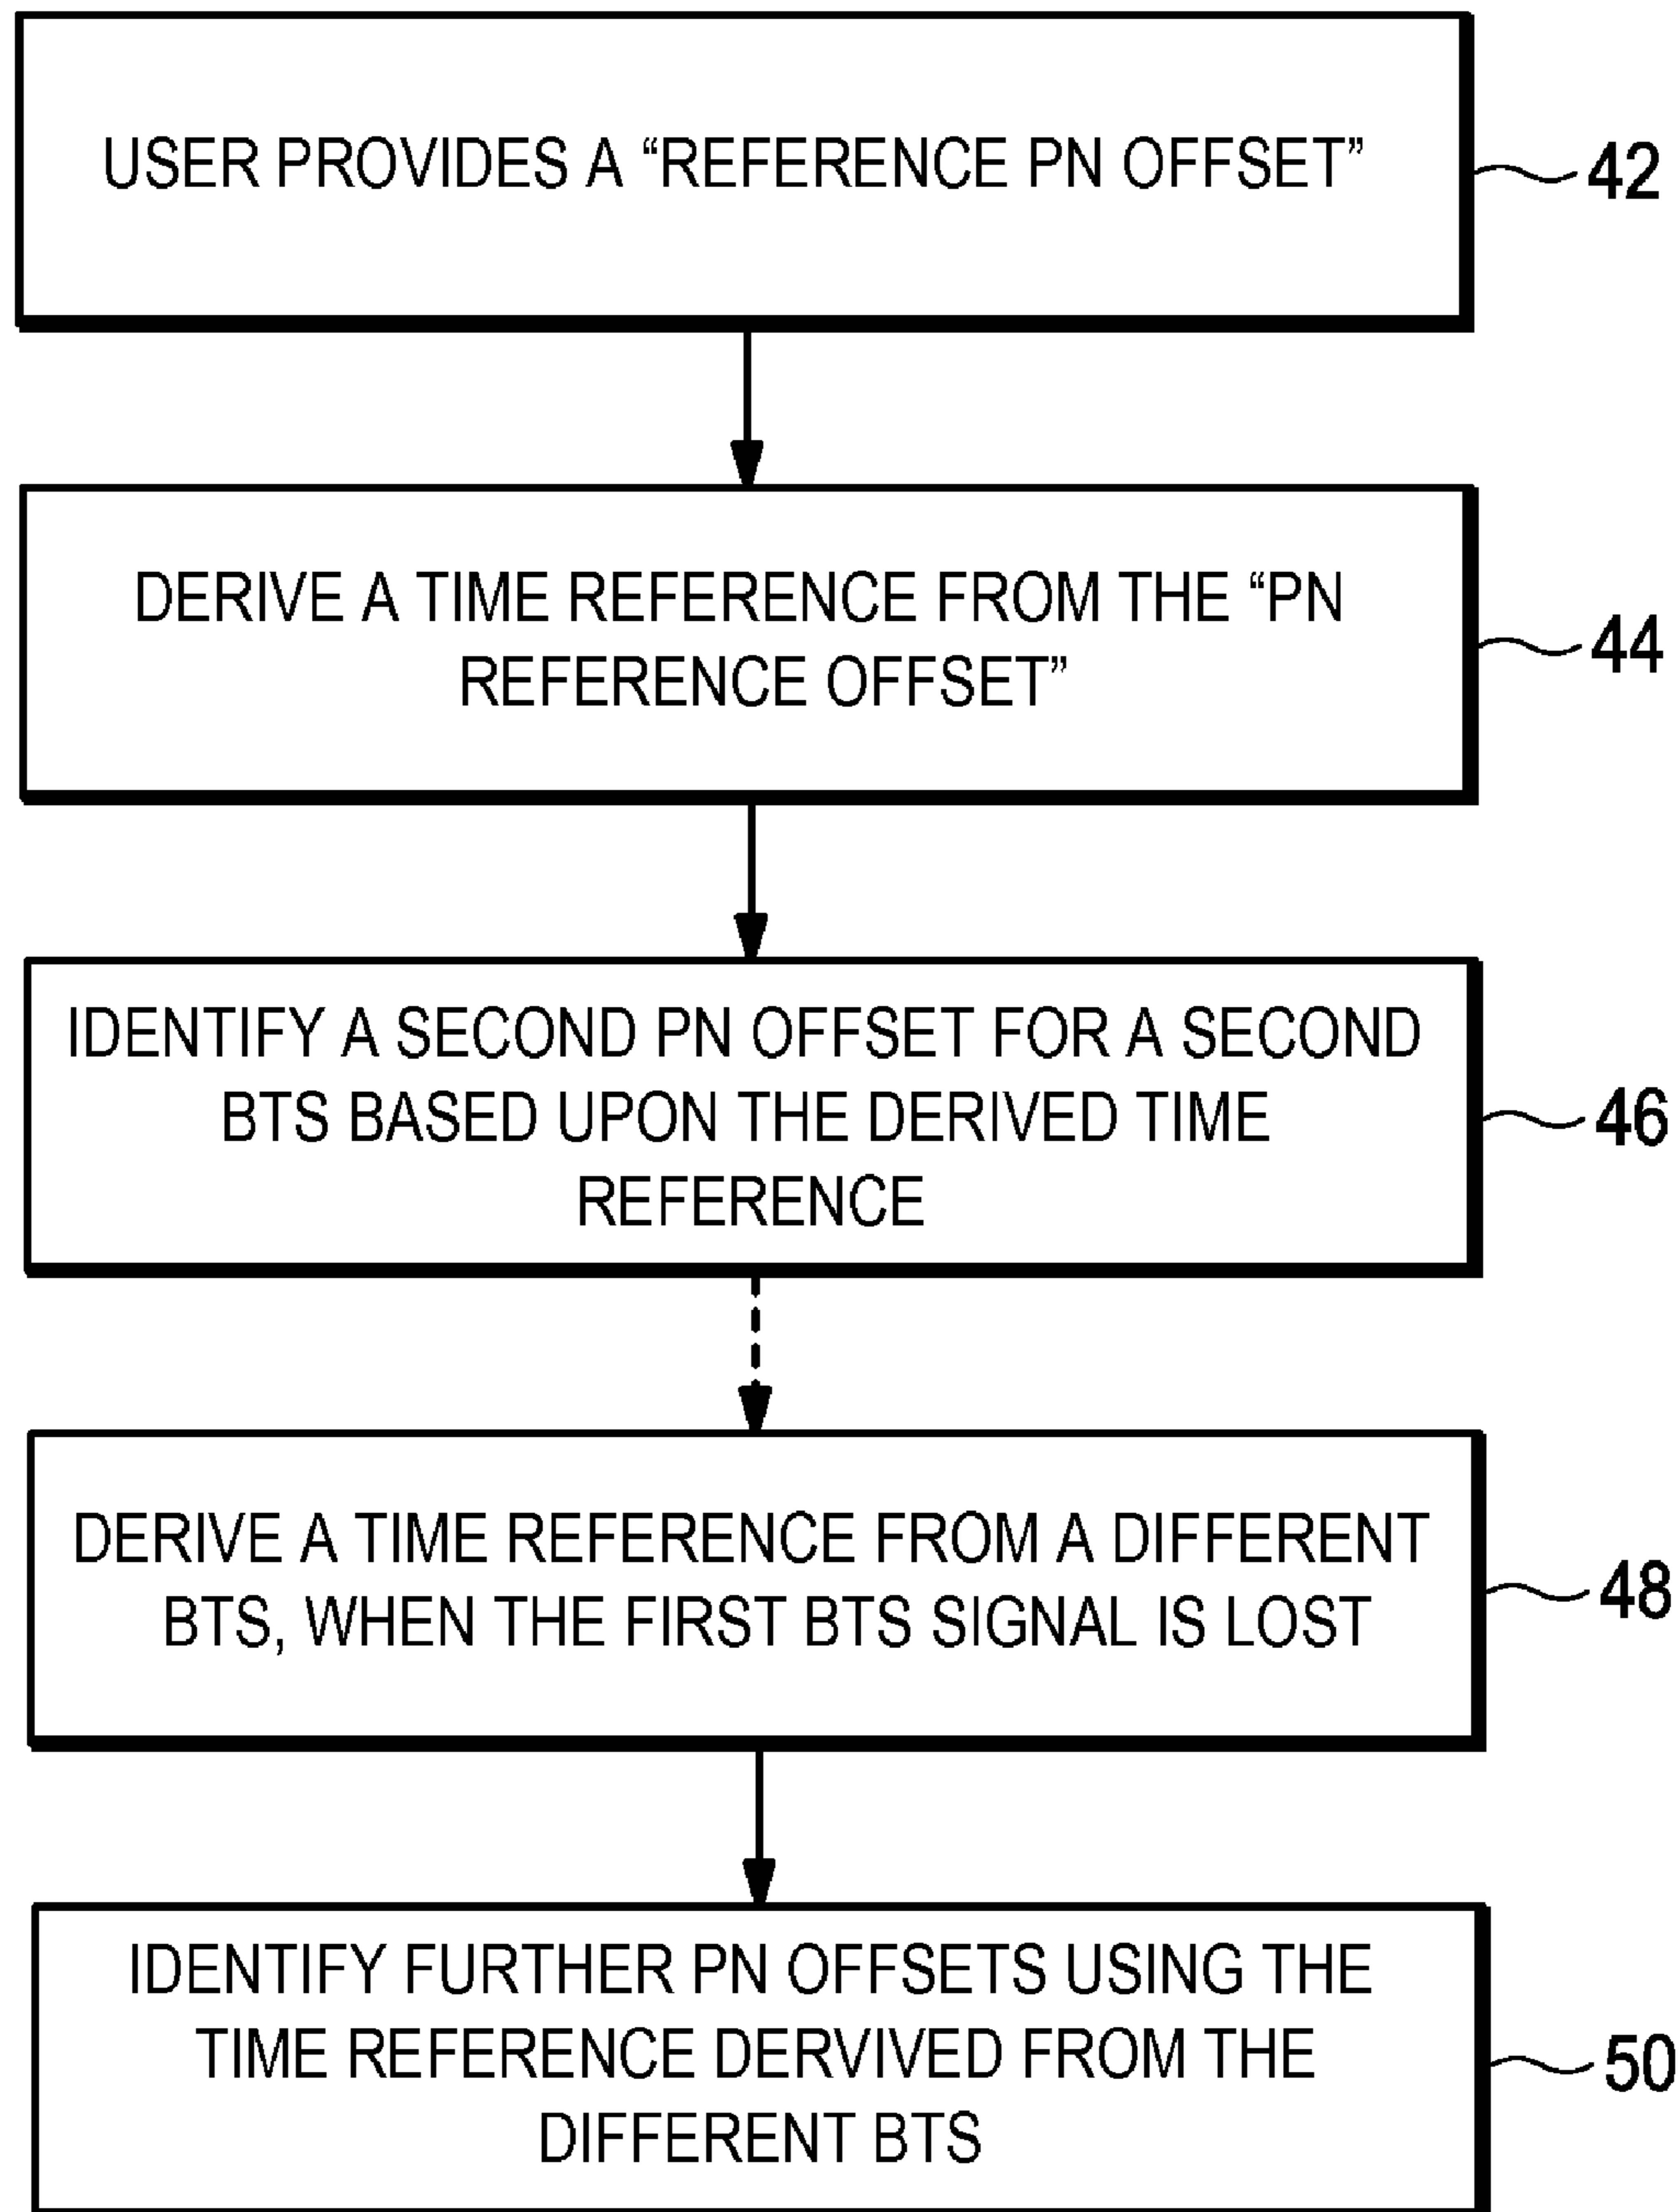 USER PROVIDES A “REFERENCE PN OFFSET”
42
DERIVE A TIME REFERENCE FROM THE “PN
REFERENCE OFFSET”
44
IDENTIFY A SECOND PN OFFSET FOR A SECOND
BTS BASED UPON THE DERIVED TIME
REFERENCE
46
DERIVE A TIME REFERENCE FROM A DIFFERENT
BTS, WHEN THE FIRST BTS SIGNAL IS LOST
48
IDENTIFY FURTHER PN OFFSETS USING THE
TIME REFERENCE DERVIVED FROM THE
DIFFERENT BTS
50